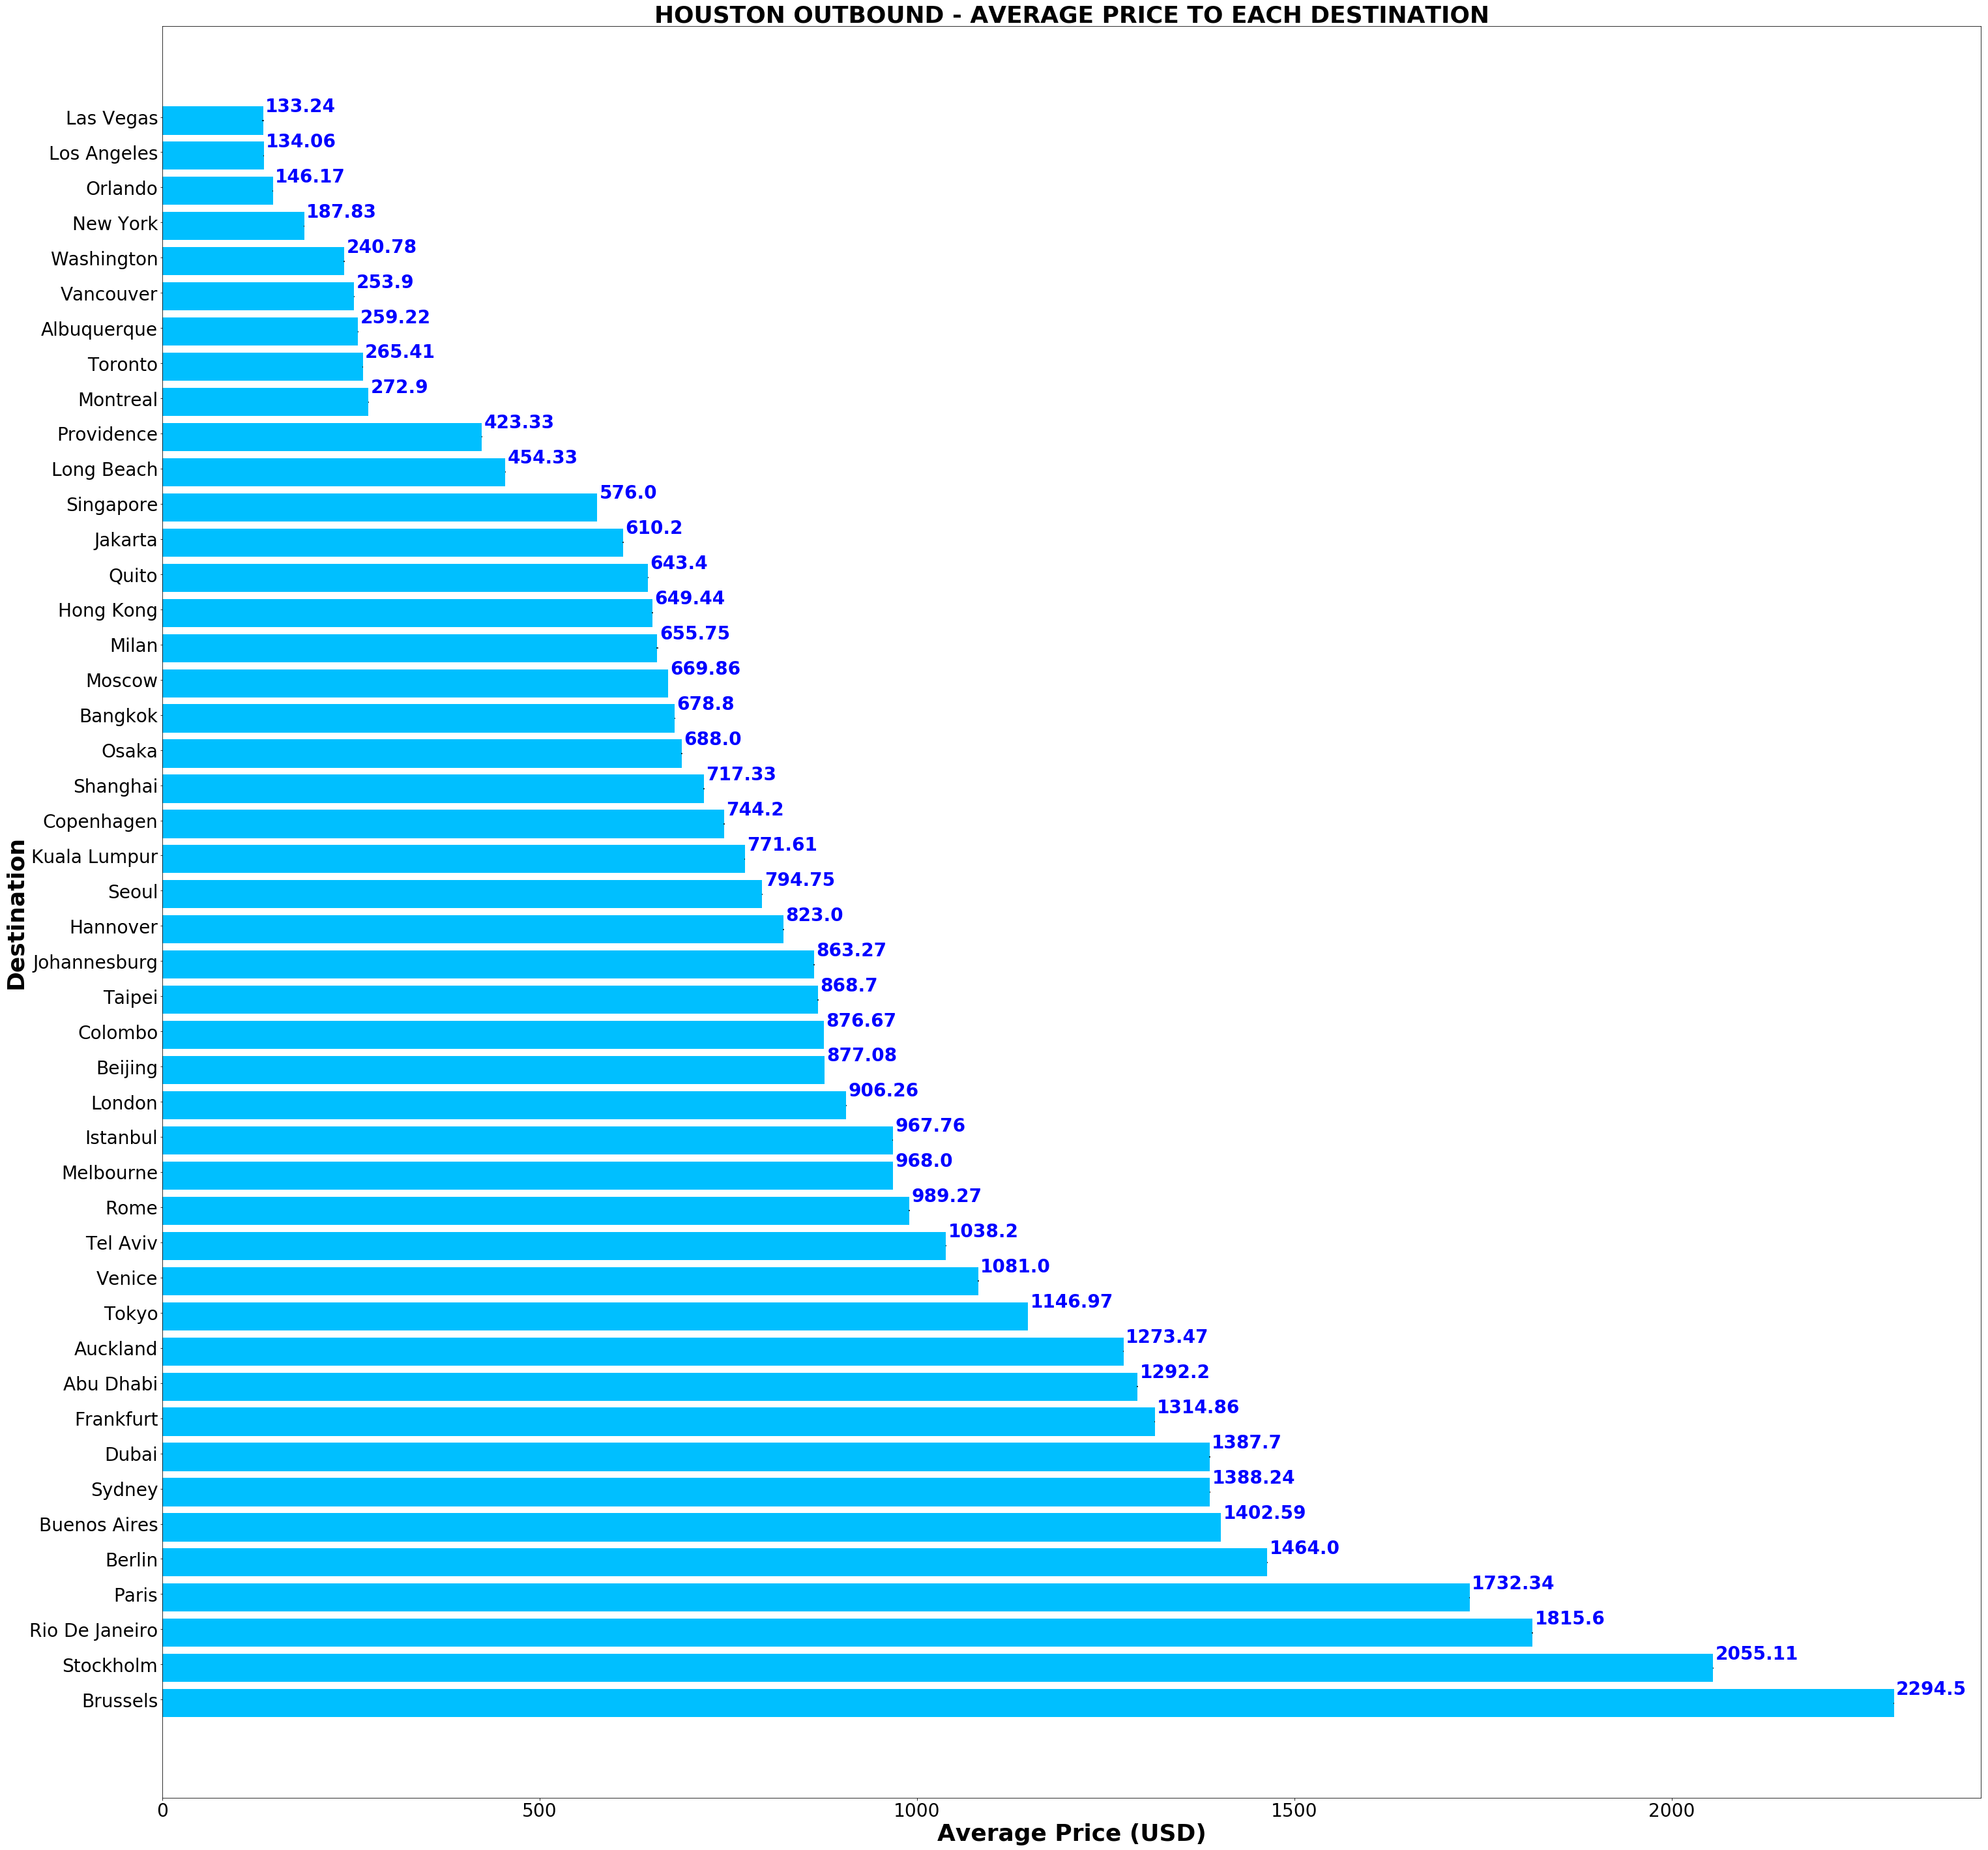 HOUSTON OUTBOUND - AVERAGE PRICE TO EACH DESTINATION
Las Vegas 133.24
Los Angeles 134.06
Orlando 146.17
New York 187.83
Washington 240.78
Vancouver 253.9
Albuquerque 259.22
Toronto 265.41
Montreal 272.9
Providence 423.33
Long Beach 454.33
Singapore 576.0
Jakarta 610.2
Quito 643.4
Hong Kong 649.44
Milan 655.75
Moscow 669.86
Bangkok 678.8
Osaka 688.0
Shanghai 717.33
Copenhagen 744.2
Kuala Lumpur 771.61
Seoul 794.75
Hannover 823.0
Johannesburg 863.27
Taipei 868.7
Colombo 876.67
Beijing 877.08
London 906.26
Istanbul 967.76
Melbourne 968.0
Rome 989.27
Tel Aviv 1038.2
Venice 1081.0
Tokyo 1146.97
Auckland 1273.47
Abu Dhabi 1292.2
Frankfurt 1314.86
Dubai 1387.7
Sydney 1388.24
Buenos Aires 1402.59
Berlin 1464.0
Paris 1732.34
Rio De Janeiro 1815.6
Stockholm 2055.11
Brussels 2294.5
Destination
0 500 1000 1500 2000
Average Price (USD)